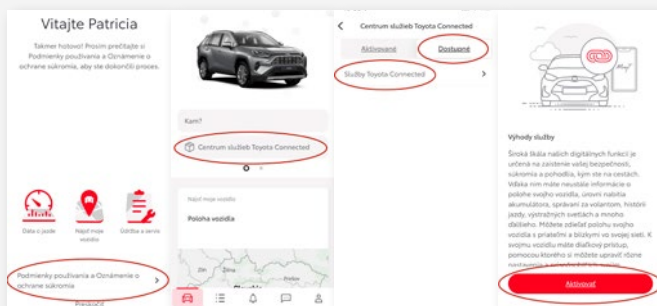 Vitajte Patricia
Takmer hotovo! Prosím prečítajte si
Podmienky používania a Oznámenie o
ochrane súkromia, aby ste dokončili proces.
Dáta o jazde
Nájsť moje
vozidlo
Údržba a servis
Podmienky používania a Oznámenie o
ochrane súkromia
Preskočiť
Kam?
Centrum služieb Toyota Connected
Nájsť moje vozidlo
Poloha vozidla
Zlín
Žilina
Prešov
Centrum služieb Toyota Connected
Aktivované
Dostupné
Služby Toyota Connected
Výhody služby
Široká škála našich digitálnych funkcií je
určená na zaistenie vašej bezpečnosti,
súkromia a pohodlia, kým ste na cestách.
Vďaka nim máte neustále informácie o
polohe svojho vozidla, úrovni nabitia
akumulátora, správaní za volantom, histórii
jazdy, výstražných svetlách a mnoho
ďalšieho. Môžete zdieľať polohu svojho
vozidla s priateľmi a blízkymi vo svojej sieti. K
svojmu vozidlu máte diaľkový prístup,
pomocou ktorého si môžete upraviť rôzne
Aktivovať